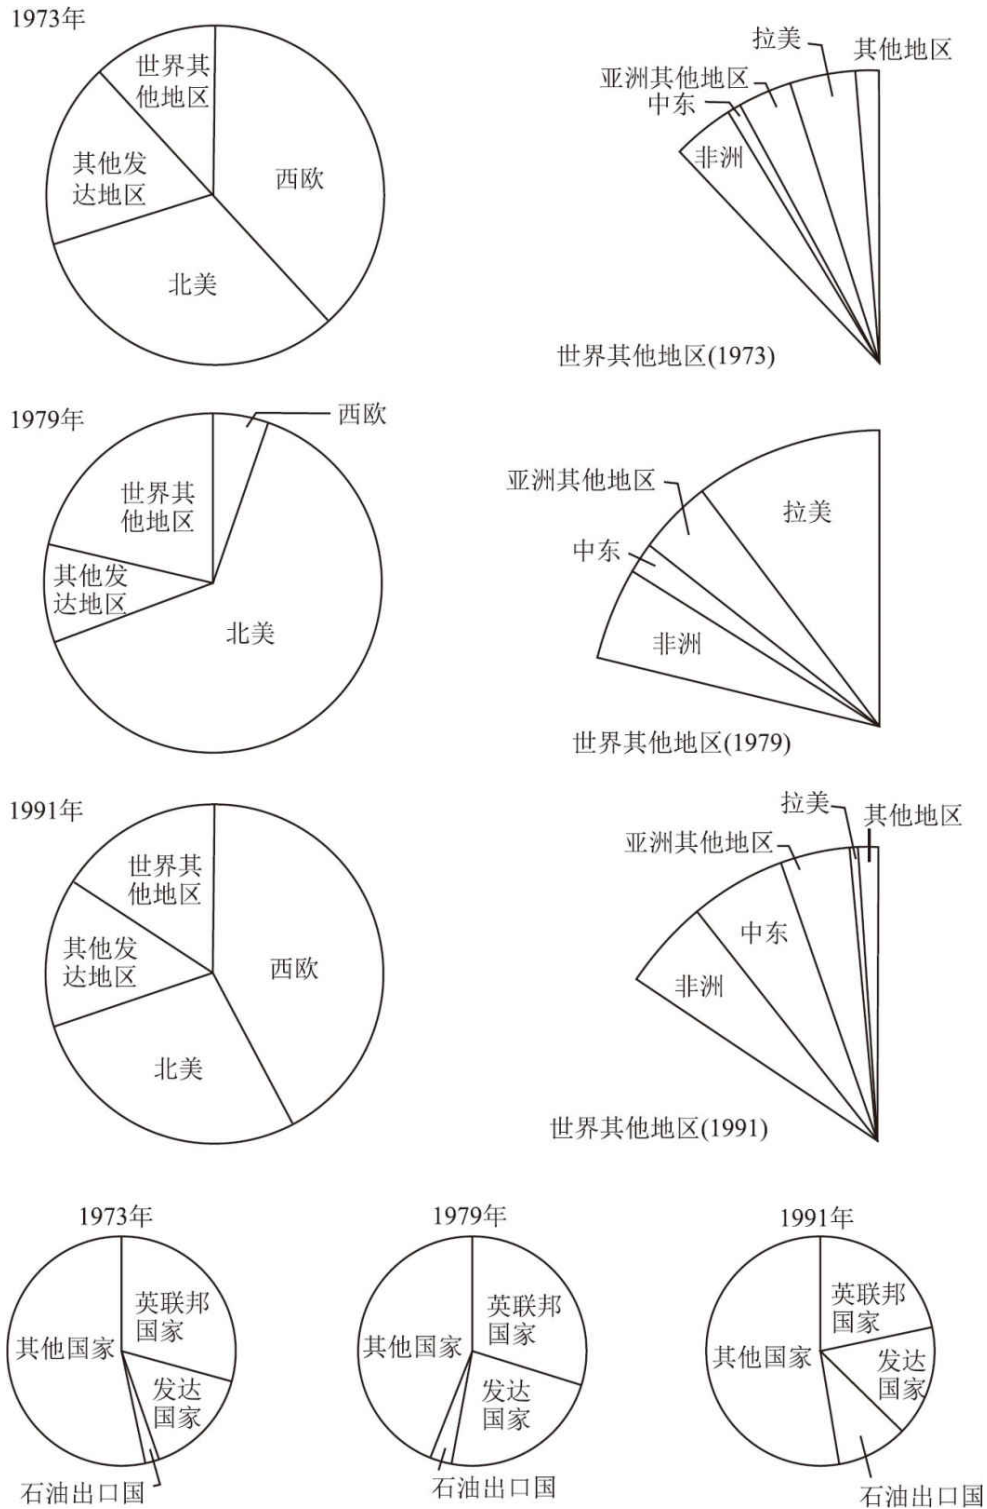 1973年
世界其
他地区
其他发
达地区
西欧
北美
拉美
其他地区
亚洲其他地区
中东
非洲
世界其他地区(1973)
1979年
西欧
世界其
他地区
其他发
达地区
北美
亚洲其他地区
拉美
中东
非洲
世界其他地区(1979)
1991年
世界其
他地区
其他发
达地区
西欧
北美
拉美
其他地区
亚洲其他地区
中东
非洲
世界其他地区(1991)
1973年
英联邦
国家
其他国家
发达
国家
石油出口国
1979年
英联邦
国家
其他国家
发达
国家
石油出口国
1991年
英联邦
国家
其他国家
发达
国家
石油出口国